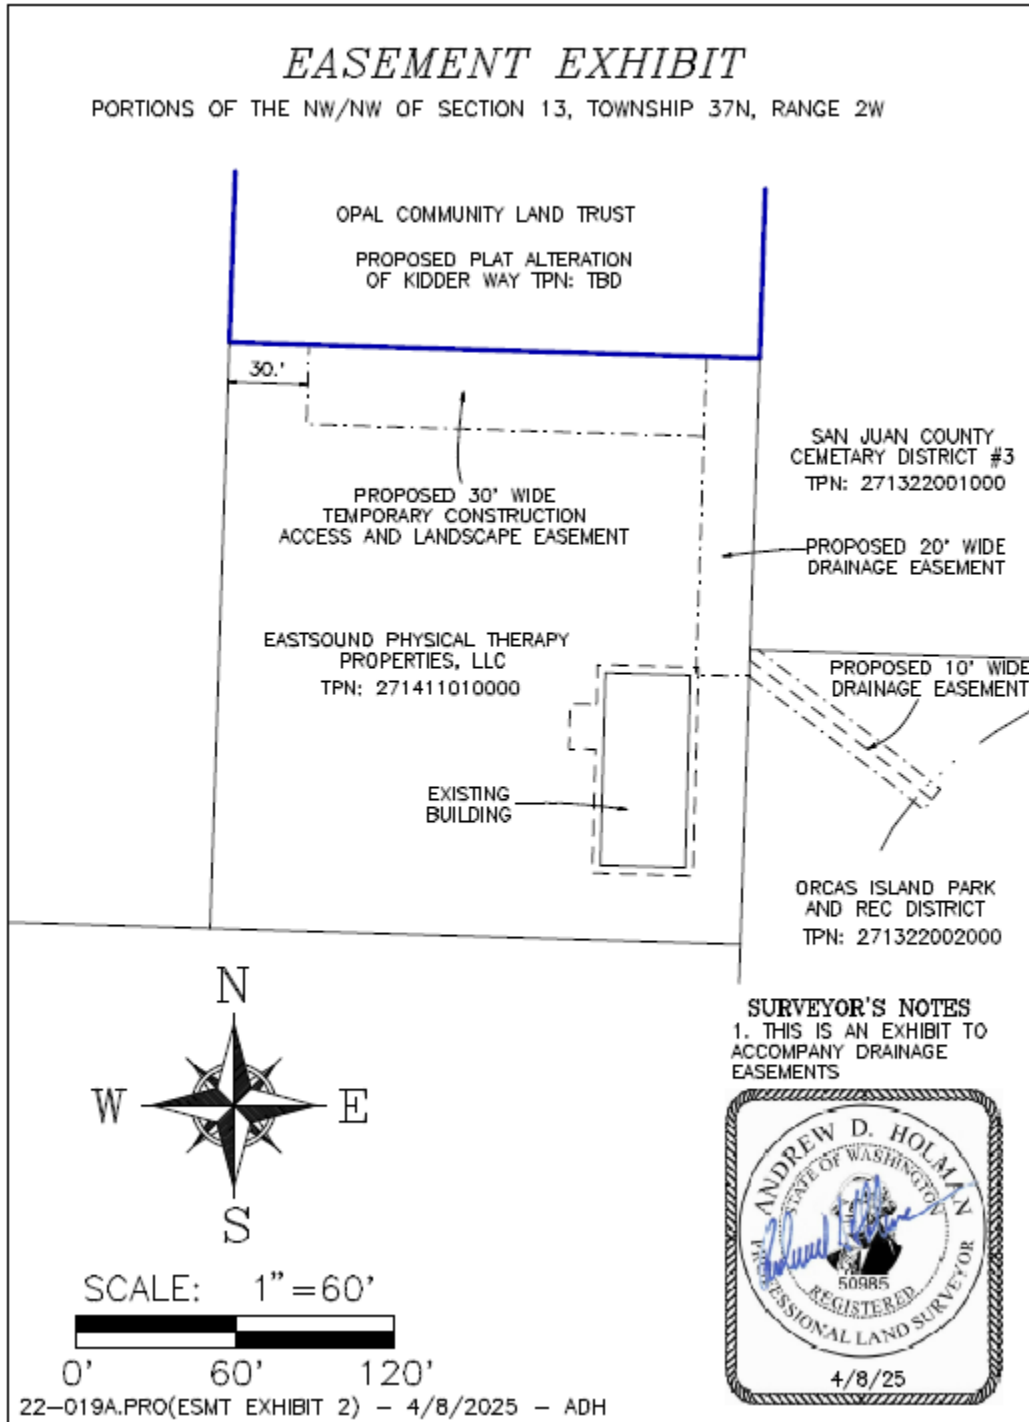 EASEMENT EXHIBIT
PORTIONS OF THE NW/NW OF SECTION 13, TOWNSHIP 37N, RANGE 2W
OPAL COMMUNITY LAND TRUST
PROPOSED PLAT ALTERATION
OF KIDDER WAY TPN: TBD
30.'
SAN JUAN COUNTY
CEMETARY DISTRICT #3
TPN: 271322001000
PROPOSED 30' WIDE
TEMPORARY CONSTRUCTION
ACCESS AND LANDSCAPE EASEMENT
PROPOSED 20' WIDE
DRAINAGE EASEMENT
EASTSOUND PHYSICAL THERAPY
PROPERTIES, LLC
TPN: 271411010000
PROPOSED 10' WIDE
DRAINAGE EASEMENT
EXISTING
BUILDING
ORCAS ISLAND PARK
AND REC DISTRICT
TPN: 271322002000
N
W
E
S
SURVEYOR'S NOTES
1. THIS IS AN EXHIBIT TO
ACCOMPANY DRAINAGE
EASEMENTS
ANDREW D. HOLMAN
STATE OF WASHINGTON
50985
REGISTERED
PROFESSIONAL LAND SURVEYOR
4/8/25
SCALE: 1"=60'
0' 60' 120'
22-019A.PRO(ESMT EXHIBIT 2) - 4/8/2025 - ADH